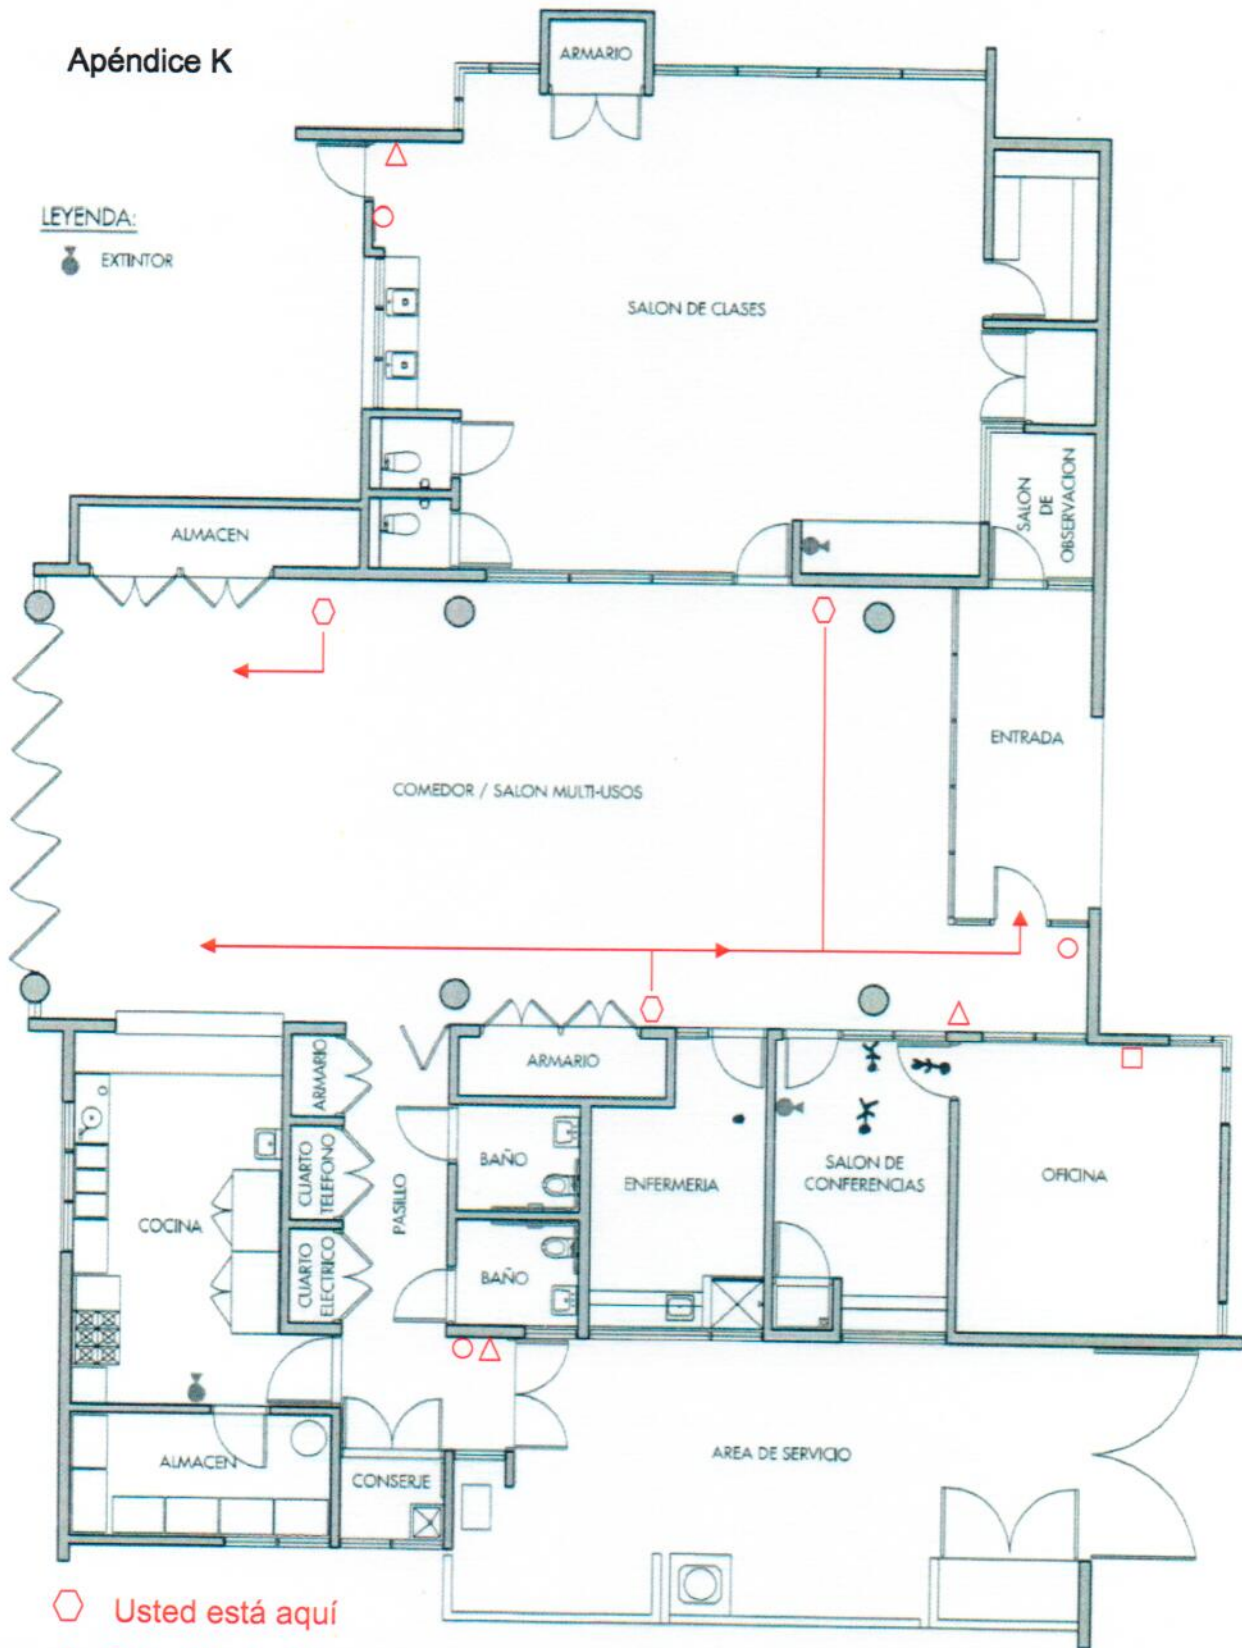 Apéndice K
ARMARIO
LEYENDA:
EXTINTOR
SALON DE CLASES
SALON
DE
OBSERVACION
ALMACEN
ENTRADA
COMEDOR / SALON MULTI-USOS
ARMARIO
ARMARIO
CUARTO
TELEFONO
BAÑO
PASILLO
ENFERMERIA
SALON DE
CONFERENCIAS
OFICINA
COCINA
CUARTO
ELECTRICO
BAÑO
ALMACEN
CONSERJE
AREA DE SERVICIO
Usted está aquí